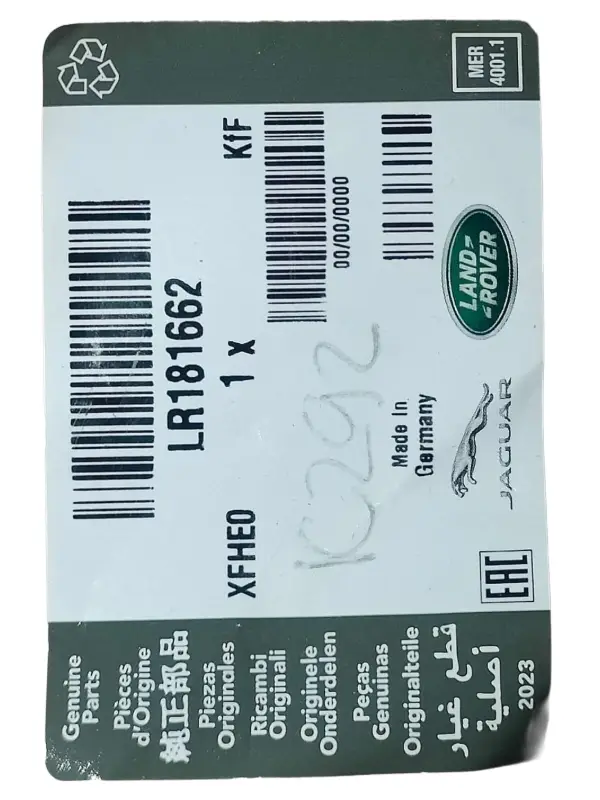 Genuine
Parts
Pièces
d'Origine
純正部品
Piezas
Originales
Ricambi
Originali
Originele
Onderdelen
Peças
Genuinas
Originalteile
قطع غيار
أصلية
2023
LR181662
XFHE0
1 x
KfF
00/00/0000
Made In
Germany
JAGUAR
LAND
ROVER
EAC
MER
4001.1